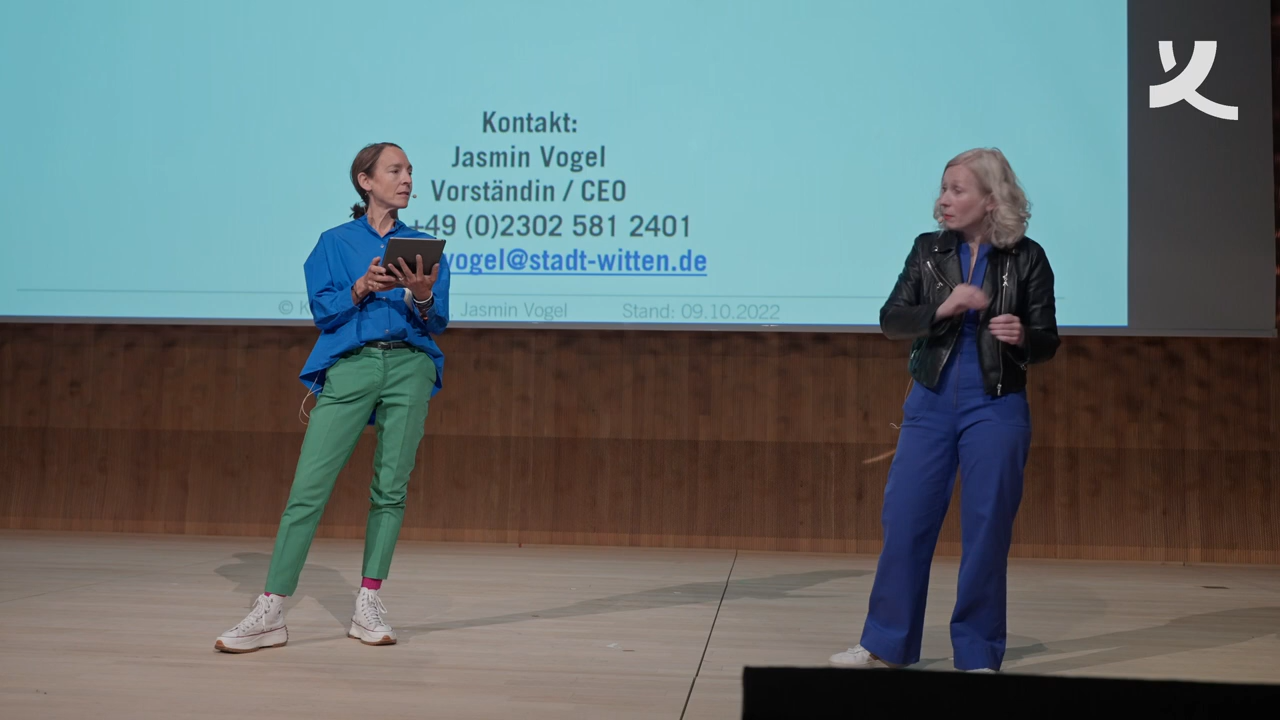 Kontakt:
Jasmin Vogel
Vorständin / CEO
+49 (0)2302 581 2401
vogel@stadt-witten.de
© K , Jasmin Vogel Stand: 09.10.2022